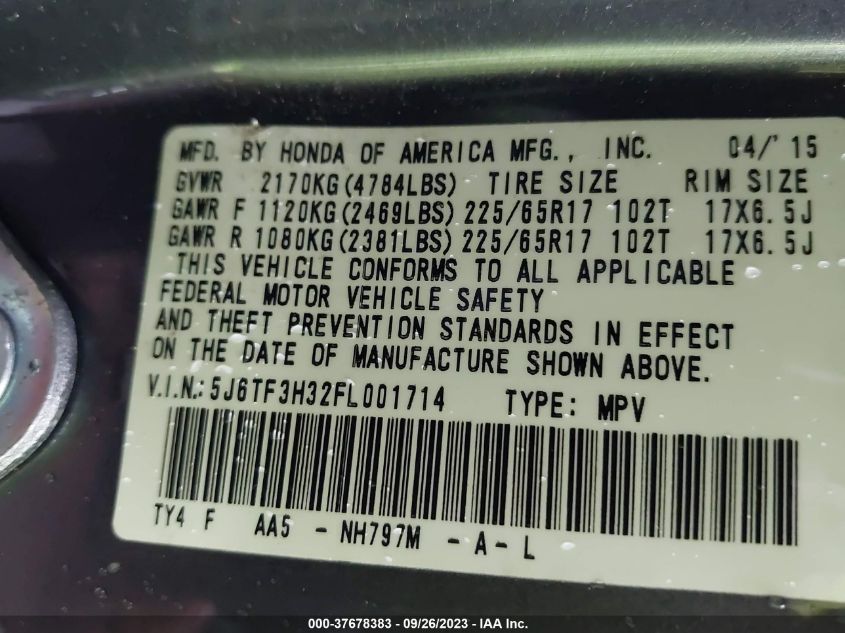 MFD. BY HONDA OF AMERICA MFG., INC. 04/'15
GVWR 2170KG(4784LBS) TIRE SIZE RIM SIZE
GAWR F 1120KG(2469LBS) 225/65R17 102T 17X6.5J
GAWR R 1080KG(2381LBS) 225/65R17 102T 17X6.5J
THIS VEHICLE CONFORMS TO ALL APPLICABLE
FEDERAL MOTOR VEHICLE SAFETY
AND THEFT PREVENTION STANDARDS IN EFFECT
ON THE DATE OF MANUFACTURE SHOWN ABOVE.
V.I.N.: 5J6TF3H32FL001714 TYPE: MPV
TY4 F AA5 - NH797M - A - L
000-37678383 - 09/26/2023 - IAA Inc.